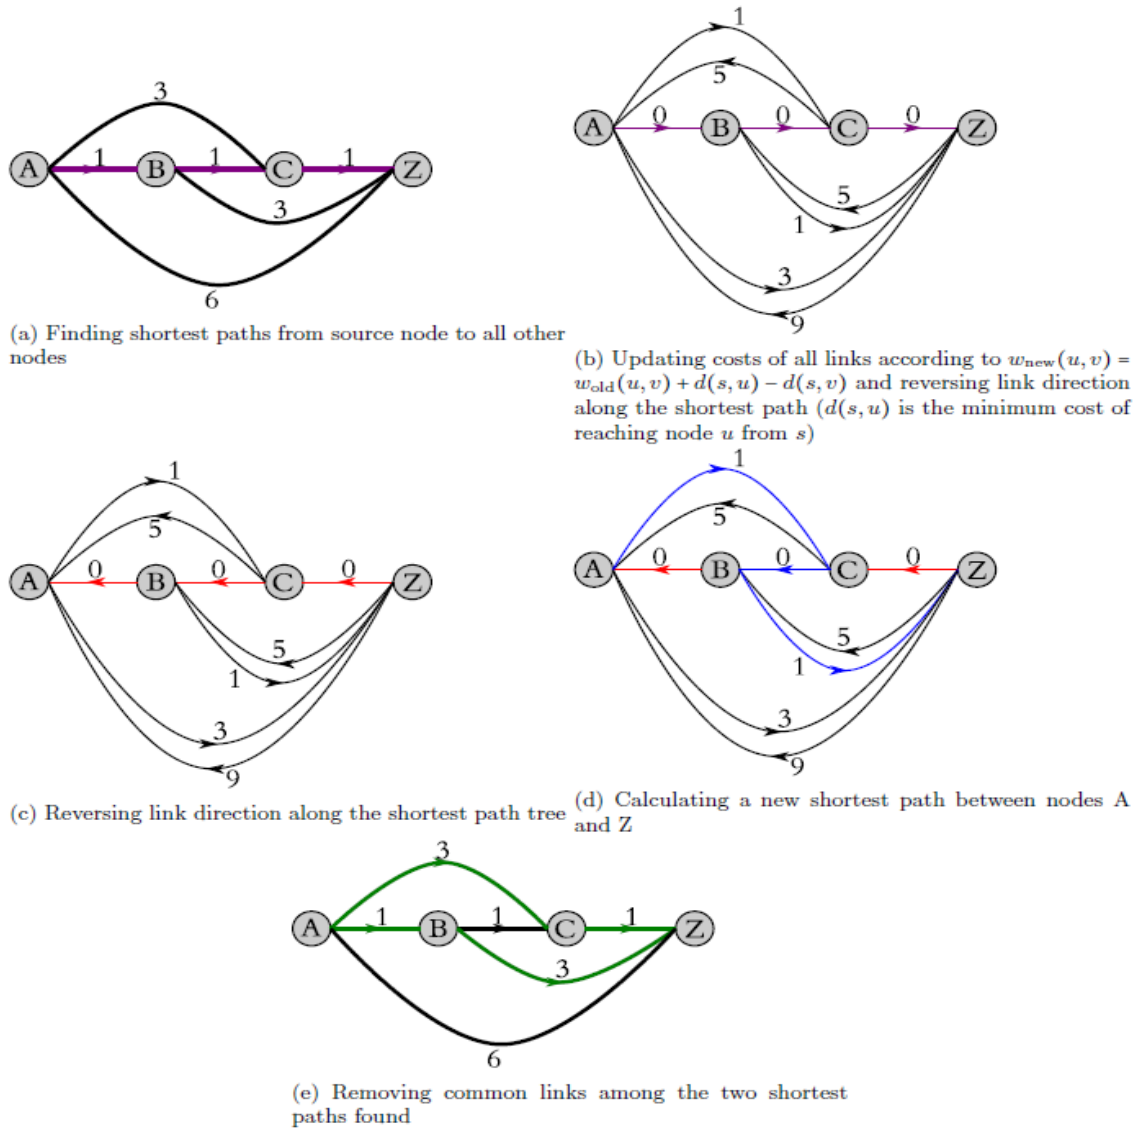 3
A 1 B 1 C 1 Z
3
6
(a) Finding shortest paths from source node to all other
nodes
1
5
A 0 B 0 C 0 Z
5
1
3
9
(b) Updating costs of all links according to w_new(u, v) =
w_old(u, v) + d(s, u) − d(s, v) and reversing link direction
along the shortest path (d(s, u) is the minimum cost of
reaching node u from s)
1
5
A 0 B 0 C 0 Z
5
1
3
9
(c) Reversing link direction along the shortest path tree
1
5
A 0 B 0 C 0 Z
5
1
3
9
(d) Calculating a new shortest path between nodes A
and Z
3
A 1 B 1 C 1 Z
3
6
(e) Removing common links among the two shortest
paths found